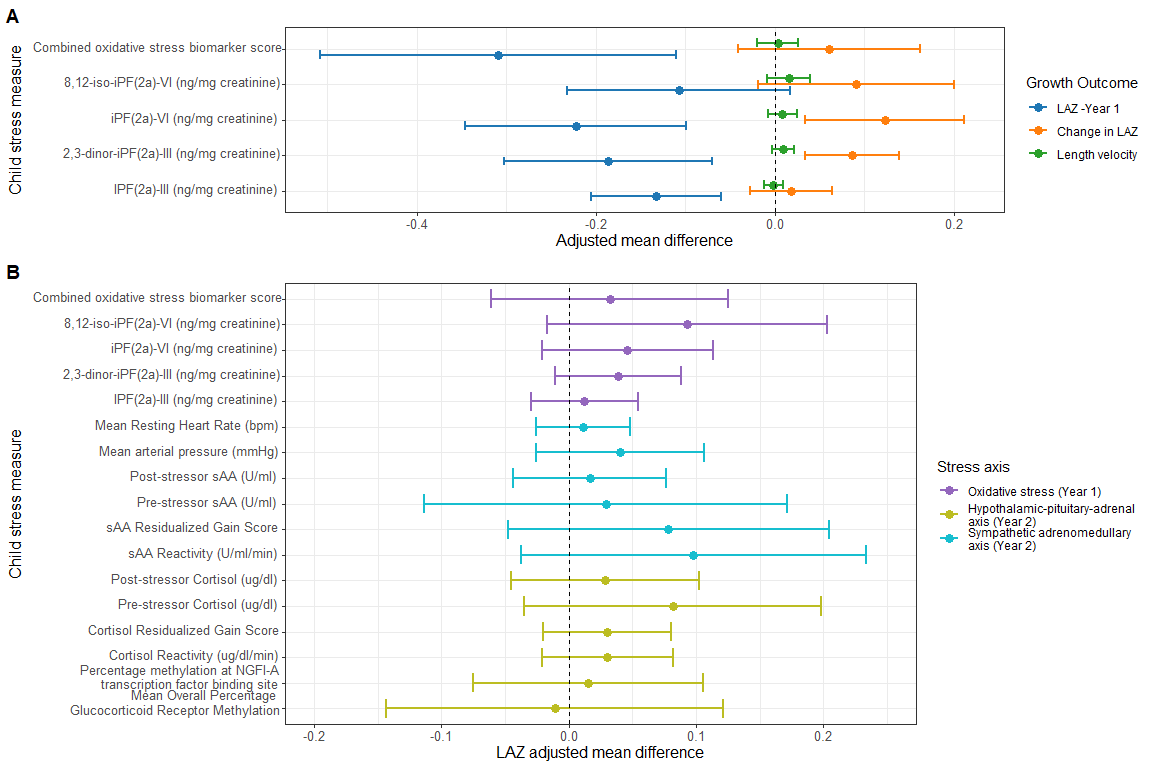 A
Child stress measure
Combined oxidative stress biomarker score
8,12-iso-iPF(2a)-VI (ng/mg creatinine)
iPF(2a)-VI (ng/mg creatinine)
2,3-dinor-iPF(2a)-III (ng/mg creatinine)
IPF(2a)-III (ng/mg creatinine)
-0.4
-0.2
0.0
0.2
Adjusted mean difference
Growth Outcome
LAZ -Year 1
Change in LAZ
Length velocity
B
Child stress measure
Combined oxidative stress biomarker score
8,12-iso-iPF(2a)-VI (ng/mg creatinine)
iPF(2a)-VI (ng/mg creatinine)
2,3-dinor-iPF(2a)-III (ng/mg creatinine)
IPF(2a)-III (ng/mg creatinine)
Mean Resting Heart Rate (bpm)
Mean arterial pressure (mmHg)
Post-stressor sAA (U/ml)
Pre-stressor sAA (U/ml)
sAA Residualized Gain Score
sAA Reactivity (U/ml/min)
Post-stressor Cortisol (ug/dl)
Pre-stressor Cortisol (ug/dl)
Cortisol Residualized Gain Score
Cortisol Reactivity (ug/dl/min)
Percentage methylation at NGFI-A
transcription factor binding site
Mean Overall Percentage
Glucocorticoid Receptor Methylation
-0.2
-0.1
0.0
0.1
0.2
LAZ adjusted mean difference
Stress axis
Oxidative stress (Year 1)
Hypothalamic-pituitary-adrenal
axis (Year 2)
Sympathetic adrenomedullary
axis (Year 2)